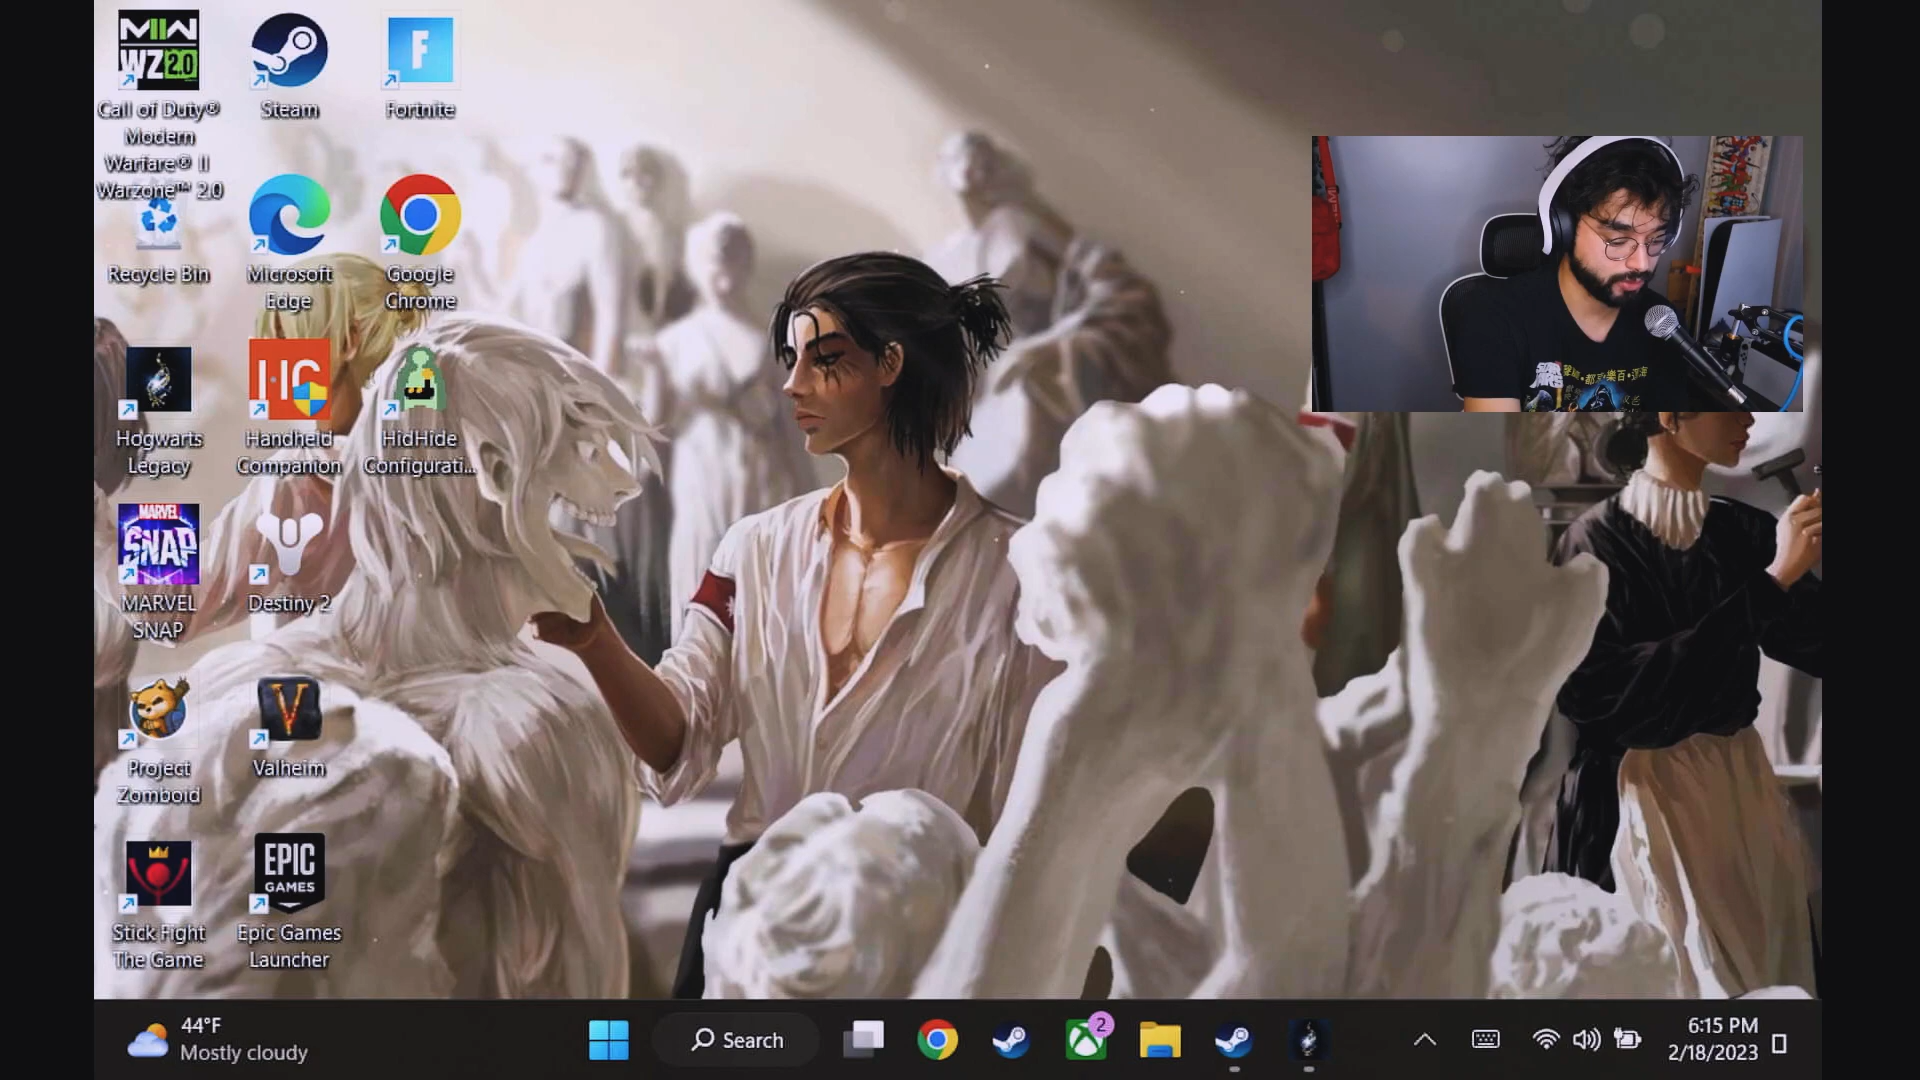 MW
WZ 2.0
Call of Duty®
Modern
Warfare® II
Warzone™ 2.0
Steam
F
Fortnite
Recycle Bin
Microsoft
Edge
Google
Chrome
Hogwarts
Legacy
HC
Handheld
Companion
HidHide
Configurati...
MARVEL
SNAP
MARVEL
SNAP
Destiny 2
Project
Zomboid
V
Valheim
Stick Fight
The Game
EPIC
GAMES
Epic Games
Launcher
44°F
Mostly cloudy
Search
2
6:15 PM
2/18/2023